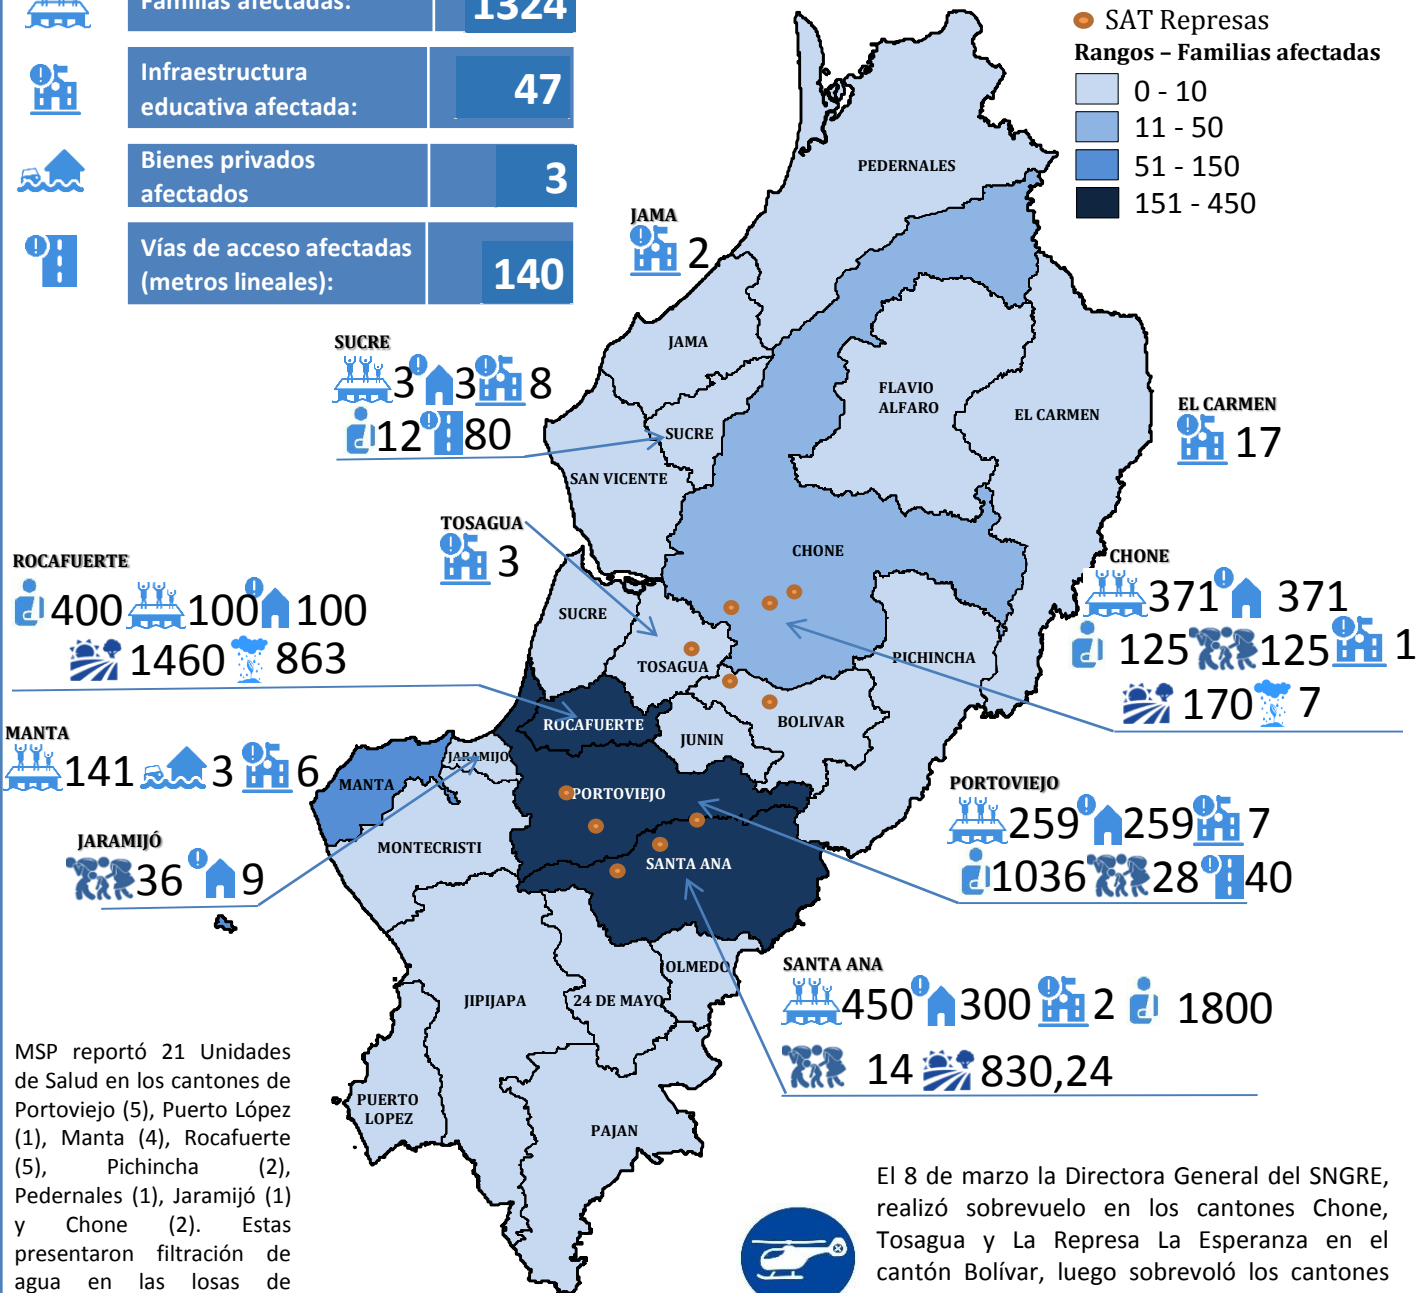 Familias afectadas: 1324
Infraestructura
educativa afectada: 47
Bienes privados
afectados 3
Vías de acceso afectadas
(metros lineales): 140
SAT Represas
Rangos – Familias afectadas
0 - 10
11 - 50
51 - 150
151 - 450
PEDERNALES
JAMA
2
JAMA
SUCRE
3 3 8
12 80
SUCRE
SAN VICENTE
FLAVIO
ALFARO
EL CARMEN
EL CARMEN
17
TOSAGUA
3
CHONE
CHONE
371 371
125 125 1
170 7
ROCAFUERTE
400 100 100
1460 863
SUCRE
TOSAGUA
PICHINCHA
ROCAFUERTE
JUNIN
BOLIVAR
MANTA
141 3 6
MANTA
JARAMIJO
PORTOVIEJO
PORTOVIEJO
259 259 7
1036 28 40
JARAMIJÓ
36 9
MONTECRISTI
SANTA ANA
SANTA ANA
450 300 2 1800
14 830,24
OLMEDO
JIPIJAPA
24 DE MAYO
PUERTO
LOPEZ
PAJAN
MSP reportó 21 Unidades
de Salud en los cantones de
Portoviejo (5), Puerto López
(1), Manta (4), Rocafuerte
(5), Pichincha (2),
Pedernales (1), Jaramijó (1)
y Chone (2). Estas
presentaron filtración de
agua en las losas de
El 8 de marzo la Directora General del SNGRE,
realizó sobrevuelo en los cantones Chone,
Tosagua y La Represa La Esperanza en el
cantón Bolívar, luego sobrevoló los cantones